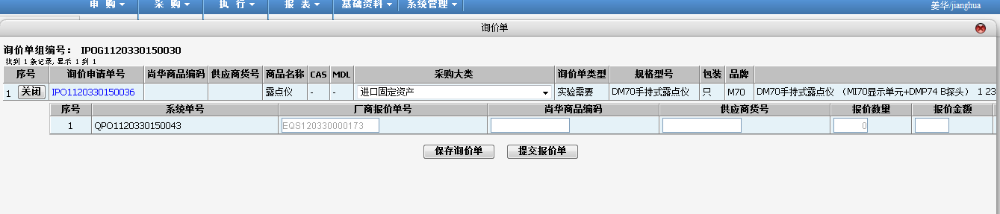 申 购 采 购 执 行 报 表 基础资料 系统管理 姜华/jianghua
询价单
询价单组编号： IPOG1120330150030
找到 1 条记录, 显示 1 到 1
序号 询价申请单号 尚华商品编码 供应商货号 商品名称 CAS MDL 采购大类 询价单类型 规格型号 包装 品牌
1 关闭 IPO1120330150036 露点仪 - - 进口固定资产 实验需要 DM70手持式露点仪 只 M70 DM70手持式露点仪 （MI70显示单元+DMP74 B探头） 1 23
序号 系统单号 厂商报价单号 尚华商品编码 供应商货号 报价数量 报价金额
1 QPO1120330150043 EQS120330000173 0
保存询价单 提交报价单